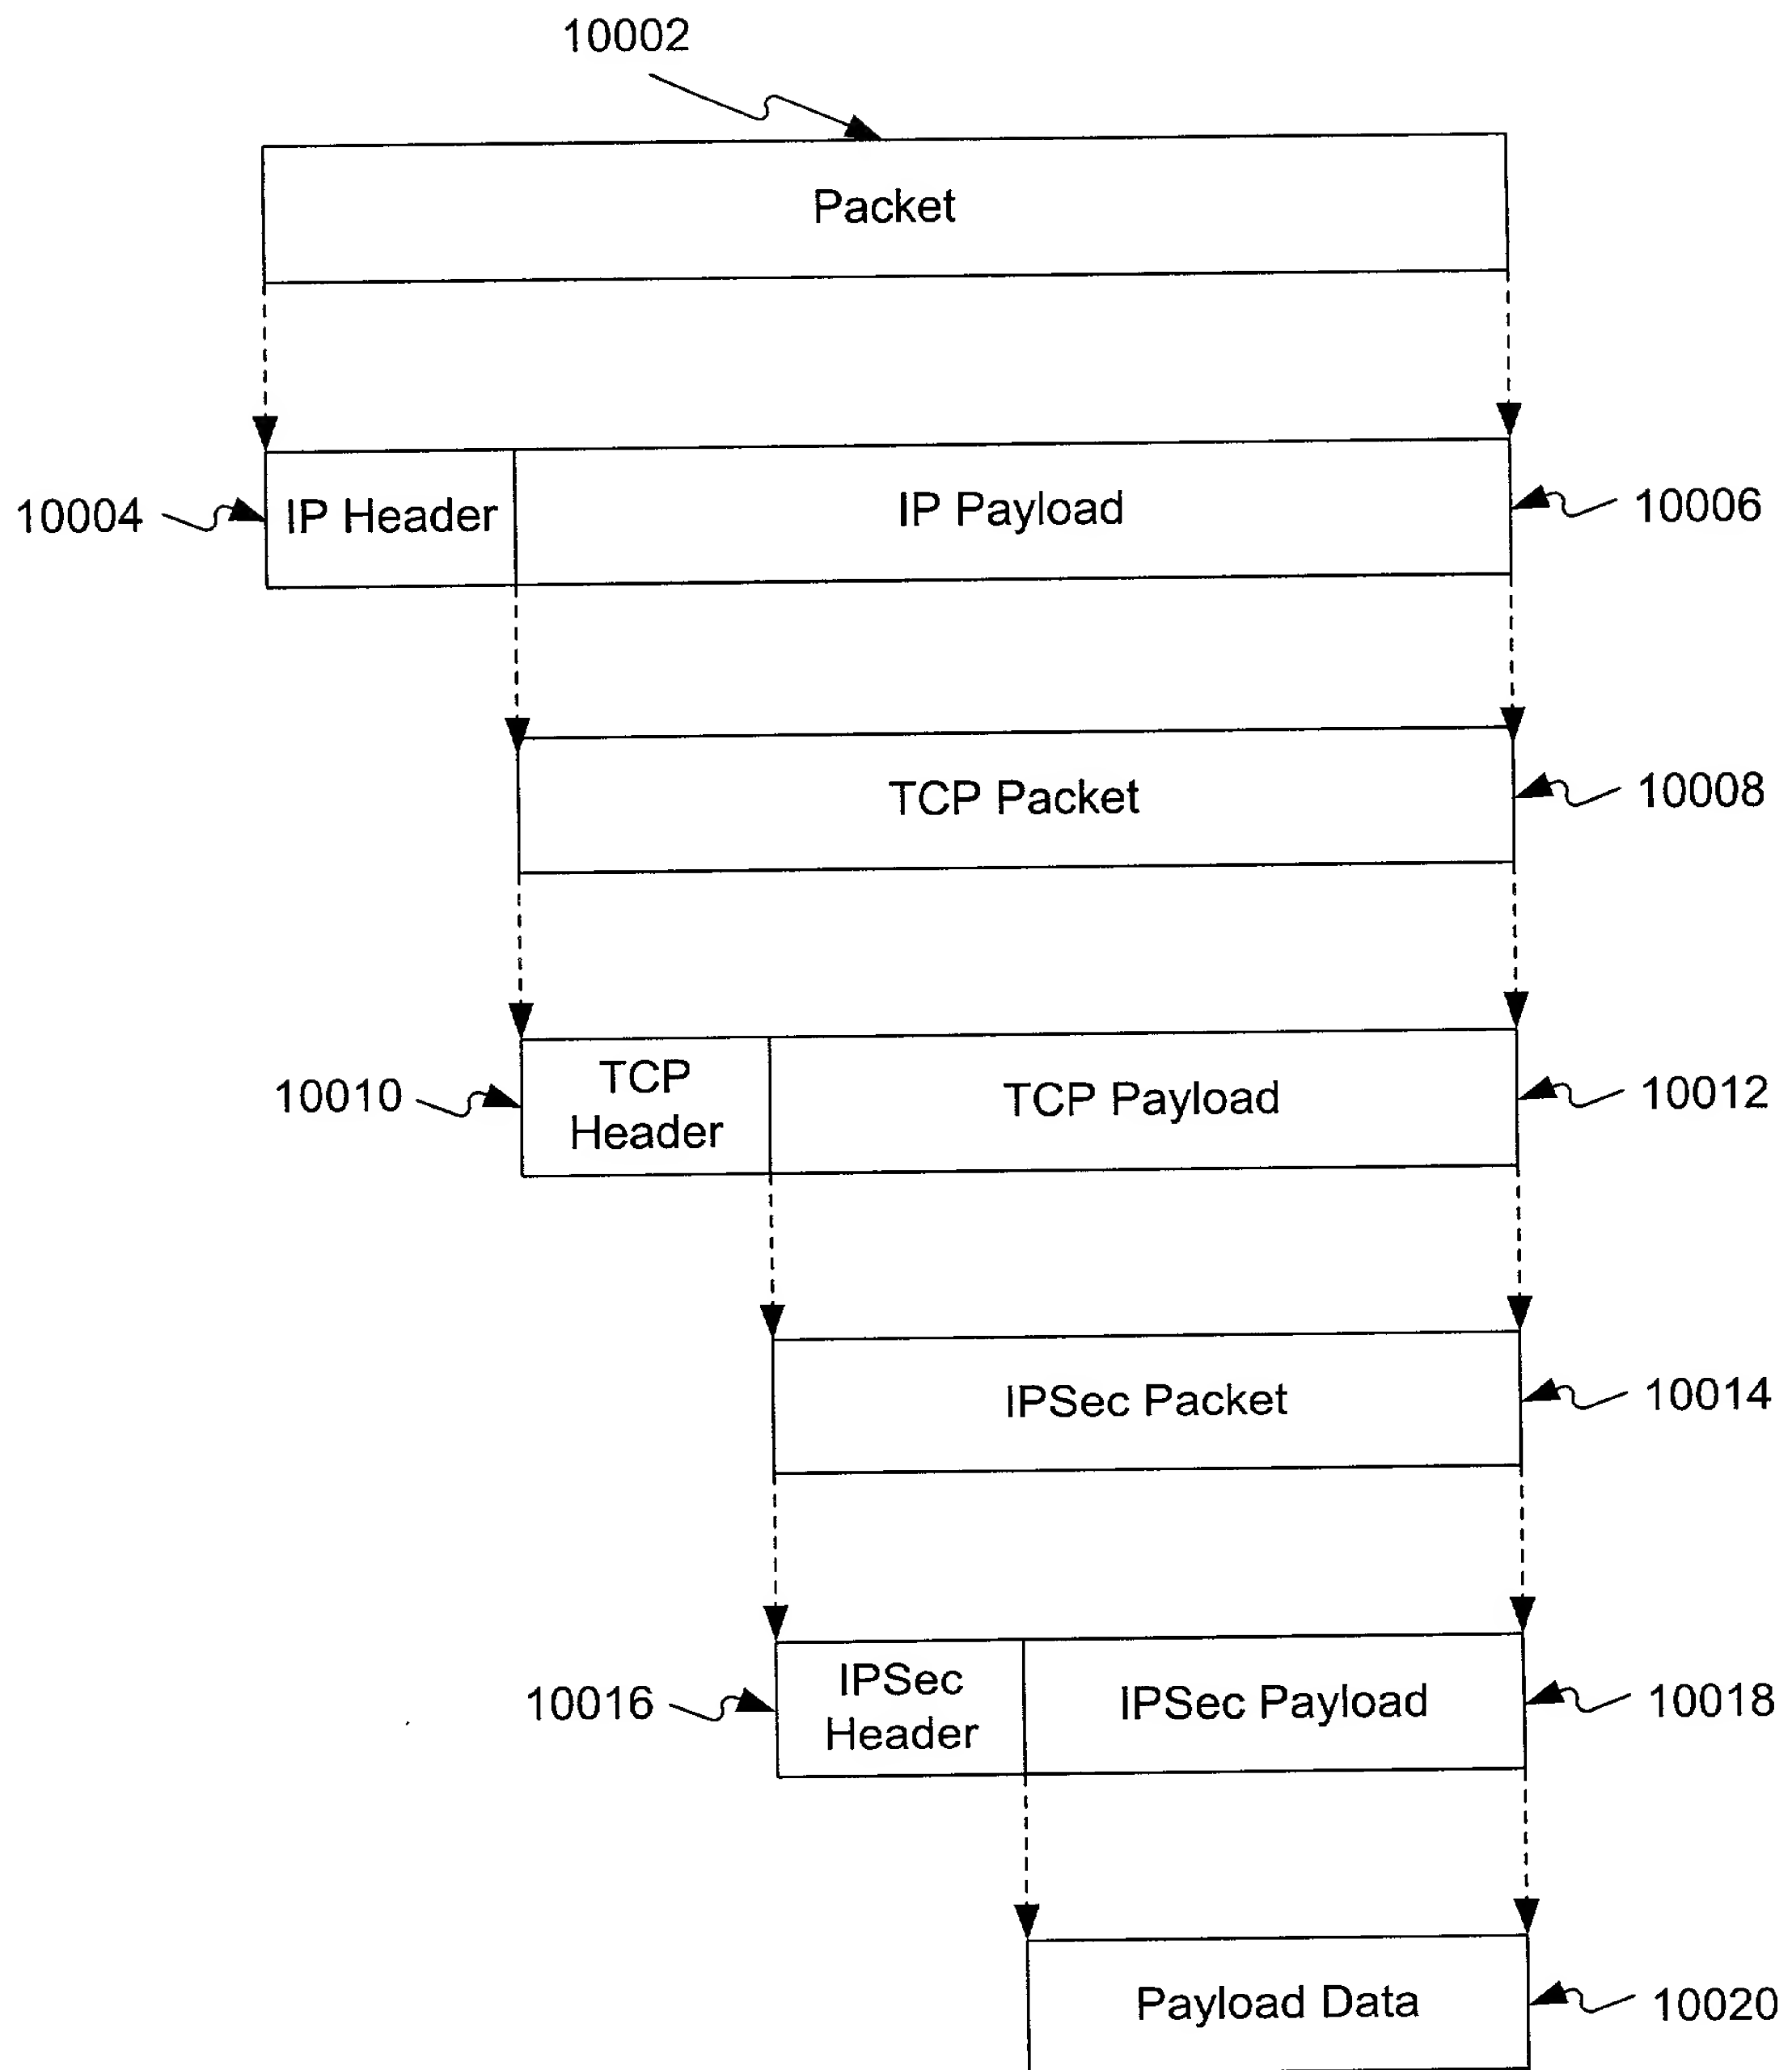 10002
Packet
10004
IP Header
IP Payload
10006
TCP Packet
10008
10010
TCP
Header
TCP Payload
10012
IPSec Packet
10014
10016
IPSec
Header
IPSec Payload
10018
Payload Data
10020